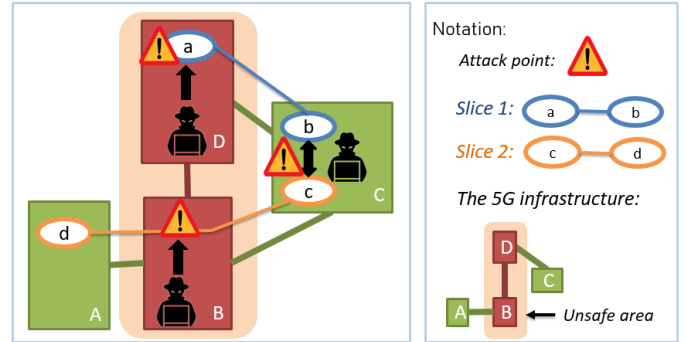 a
D
b
c
C
d
A
B
Notation:
Attack point:
Slice 1: a b
Slice 2: c d
The 5G infrastructure:
D
C
A B
Unsafe area